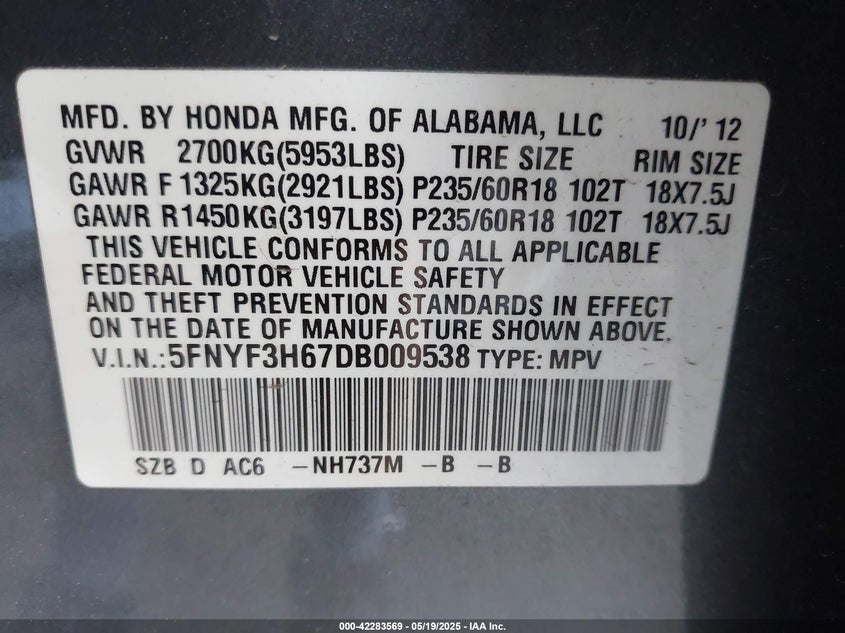 MFD. BY HONDA MFG. OF ALABAMA, LLC 10/' 12
GVWR 2700KG(5953LBS) TIRE SIZE RIM SIZE
GAWR F 1325KG(2921LBS) P235/60R18 102T 18X7.5J
GAWR R1450KG(3197LBS) P235/60R18 102T 18X7.5J
THIS VEHICLE CONFORMS TO ALL APPLICABLE
FEDERAL MOTOR VEHICLE SAFETY
AND THEFT PREVENTION STANDARDS IN EFFECT
ON THE DATE OF MANUFACTURE SHOWN ABOVE.
V.I.N.: 5FNYF3H67DB009538 TYPE: MPV
SZB D AC6 –NH737M –B –B
000-42283569 - 05/19/2025 - IAA Inc.